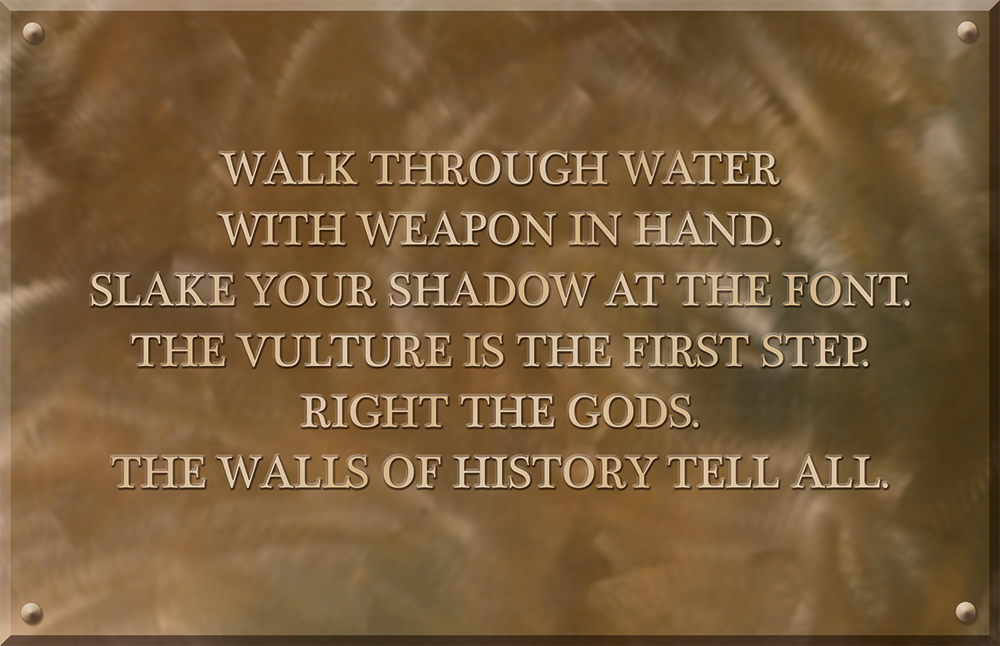 WALK THROUGH WATER
WITH WEAPON IN HAND.
SLAKE YOUR SHADOW AT THE FONT.
THE VULTURE IS THE FIRST STEP.
RIGHT THE GODS.
THE WALLS OF HISTORY TELL ALL.